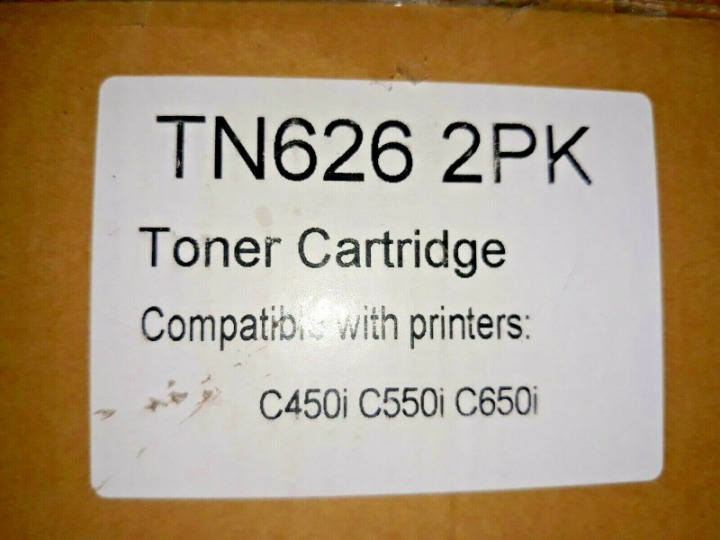 TN626 2PK
Toner Cartridge
Compatible with printers:
C450i C550i C650i